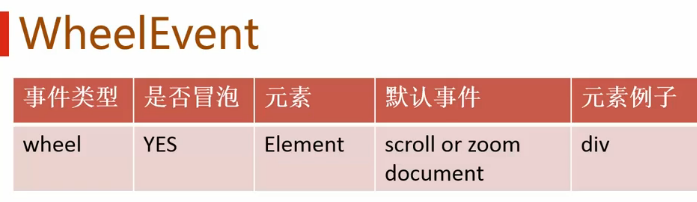 WheelEvent
事件类型 是否冒泡 元素 默认事件 元素例子
wheel YES Element scroll or zoom div
document